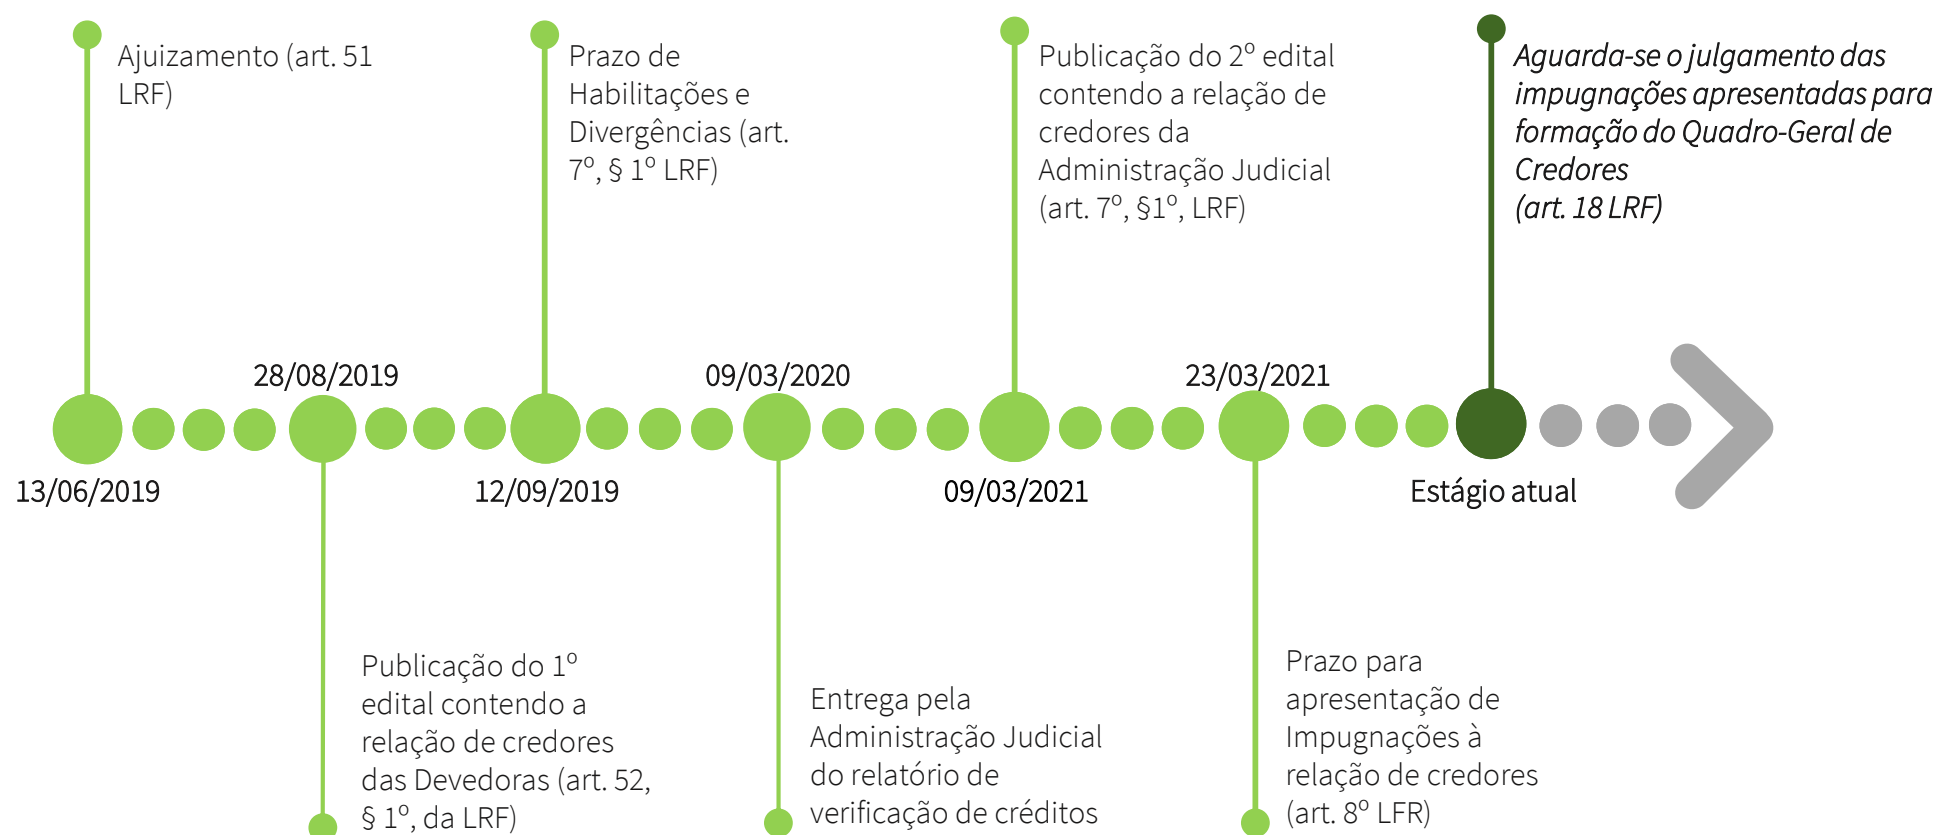 Ajuizamento (art. 51
LRF)
Prazo de
Habilitações e
Divergências (art.
7º, § 1º LRF)
Publicação do 2º edital
contendo a relação de
credores da
Administração Judicial
(art. 7º, §1º, LRF)
Aguarda-se o julgamento das
impugnações apresentadas para
formação do Quadro-Geral de
Credores
(art. 18 LRF)
28/08/2019
09/03/2020
23/03/2021
13/06/2019
12/09/2019
09/03/2021
Estágio atual
Publicação do 1º
edital contendo a
relação de credores
das Devedoras (art. 52,
§ 1º, da LRF)
Entrega pela
Administração Judicial
do relatório de
verificação de créditos
Prazo para
apresentação de
Impugnações à
relação de credores
(art. 8º LFR)